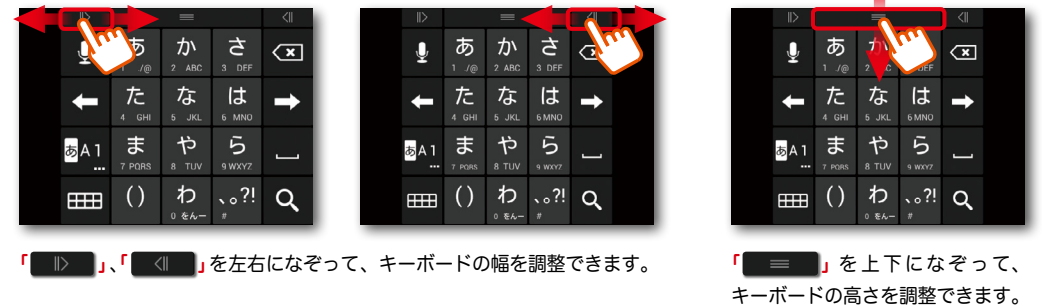 あ か さ
1 ./@ 2 ABC 3 DEF
た な は
4 GHI 5 JKL 6 MNO
あA1 ま や ら
7 PQRS 8 TUV 9 WXYZ
( ) わ 、。?!
0 をんー #
あ か さ
1 ./@ 2 ABC 3 DEF
た な は
4 GHI 5 JKL 6 MNO
あA1 ま や ら
7 PQRS 8 TUV 9 WXYZ
( ) わ 、。?!
0 をんー #
あ か
1 ./@ 2 DEF
た な は
4 GHI 5 JKL 6 MNO
あA1 ま や ら
7 PQRS 8 TUV 9 WXYZ
( ) わ 、。?!
0 をんー #
「 」、「 」を左右になぞって、キーボードの幅を調整できます。
「 」を上下になぞって、
キーボードの高さを調整できます。